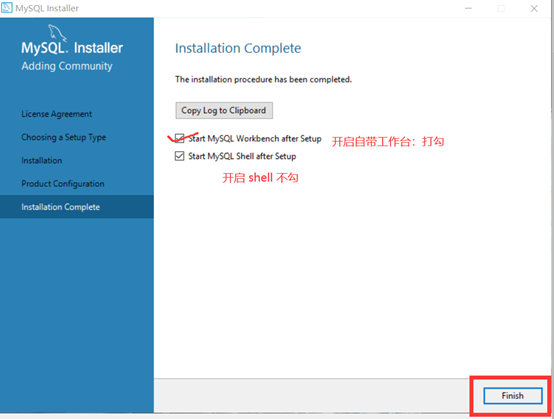 MySQL Installer
MySQL. Installer
Adding Community
License Agreement
Choosing a Setup Type
Installation
Product Configuration
Installation Complete
Installation Complete
The installation procedure has been completed.
Copy Log to Clipboard
Start MySQL Workbench after Setup 开启自带工作台：打勾
Start MySQL Shell after Setup
开启 shell 不勾
Finish